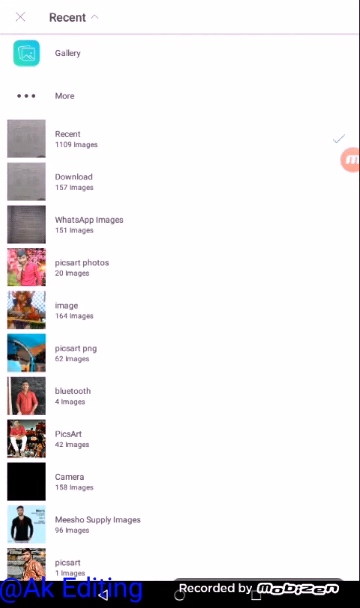 Recent
Gallery
More
Recent
1109 Images
Download
157 Images
WhatsApp Images
151 Images
picsart photos
20 Images
image
164 Images
picsart png
62 Images
bluetooth
4 Images
PicsArt
42 Images
Camera
158 Images
Meesho Supply Images
96 Images
picsart
1 Images
@Ak Editing
Recorded by mobizen